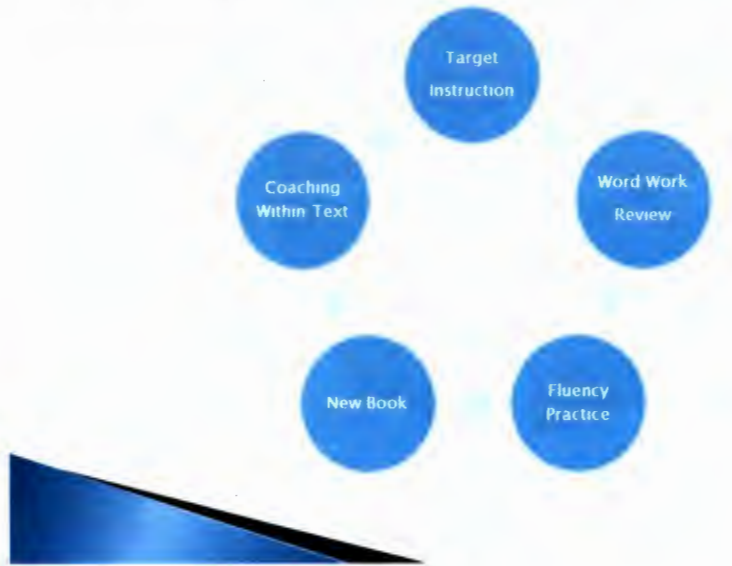 Target
Instruction
Word Work
Review
Fluency
Practice
New Book
Coaching
Within Text